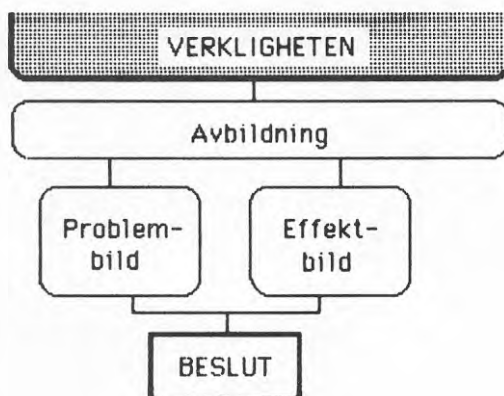 VERKLIGHETEN
Avbildning
Problem-
bild
Effekt-
bild
BESLUT